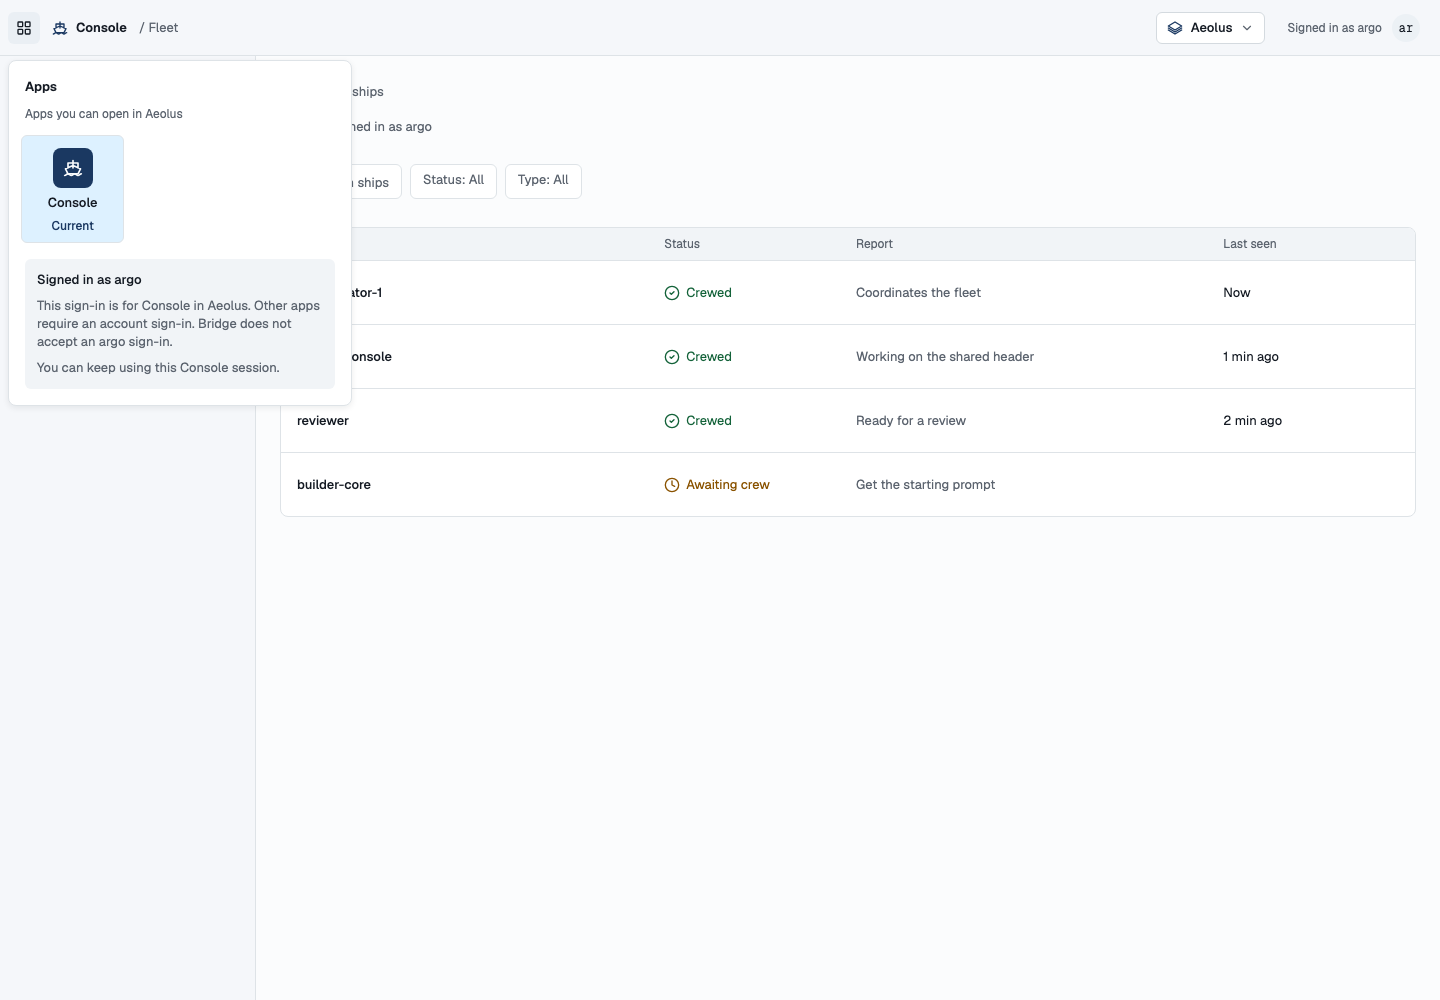 Console / Fleet
Aeolus
Signed in as argo
ar
Apps
Apps you can open in Aeolus
Console
Current
Signed in as argo
This sign-in is for Console in Aeolus. Other apps
require an account sign-in. Bridge does not
accept an argo sign-in.
You can keep using this Console session.
ships
in as argo
ships
Status: All
Type: All
Status Report Last seen
Crewed Coordinates the fleet Now
Crewed Working on the shared header 1 min ago
reviewer Crewed Ready for a review 2 min ago
builder-core Awaiting crew Get the starting prompt